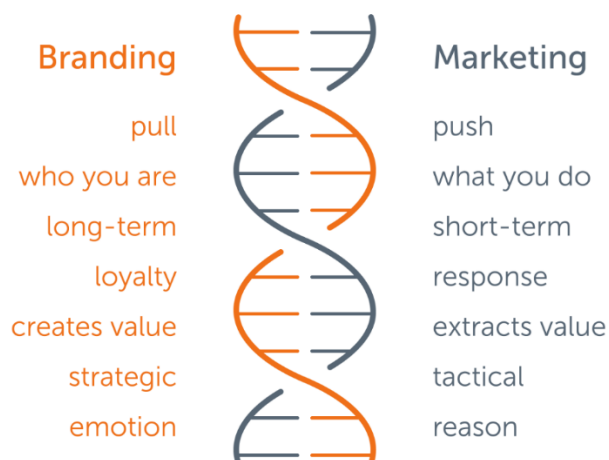 Branding Marketing
pull push
who you are what you do
long-term short-term
loyalty response
creates value extracts value
strategic tactical
emotion reason